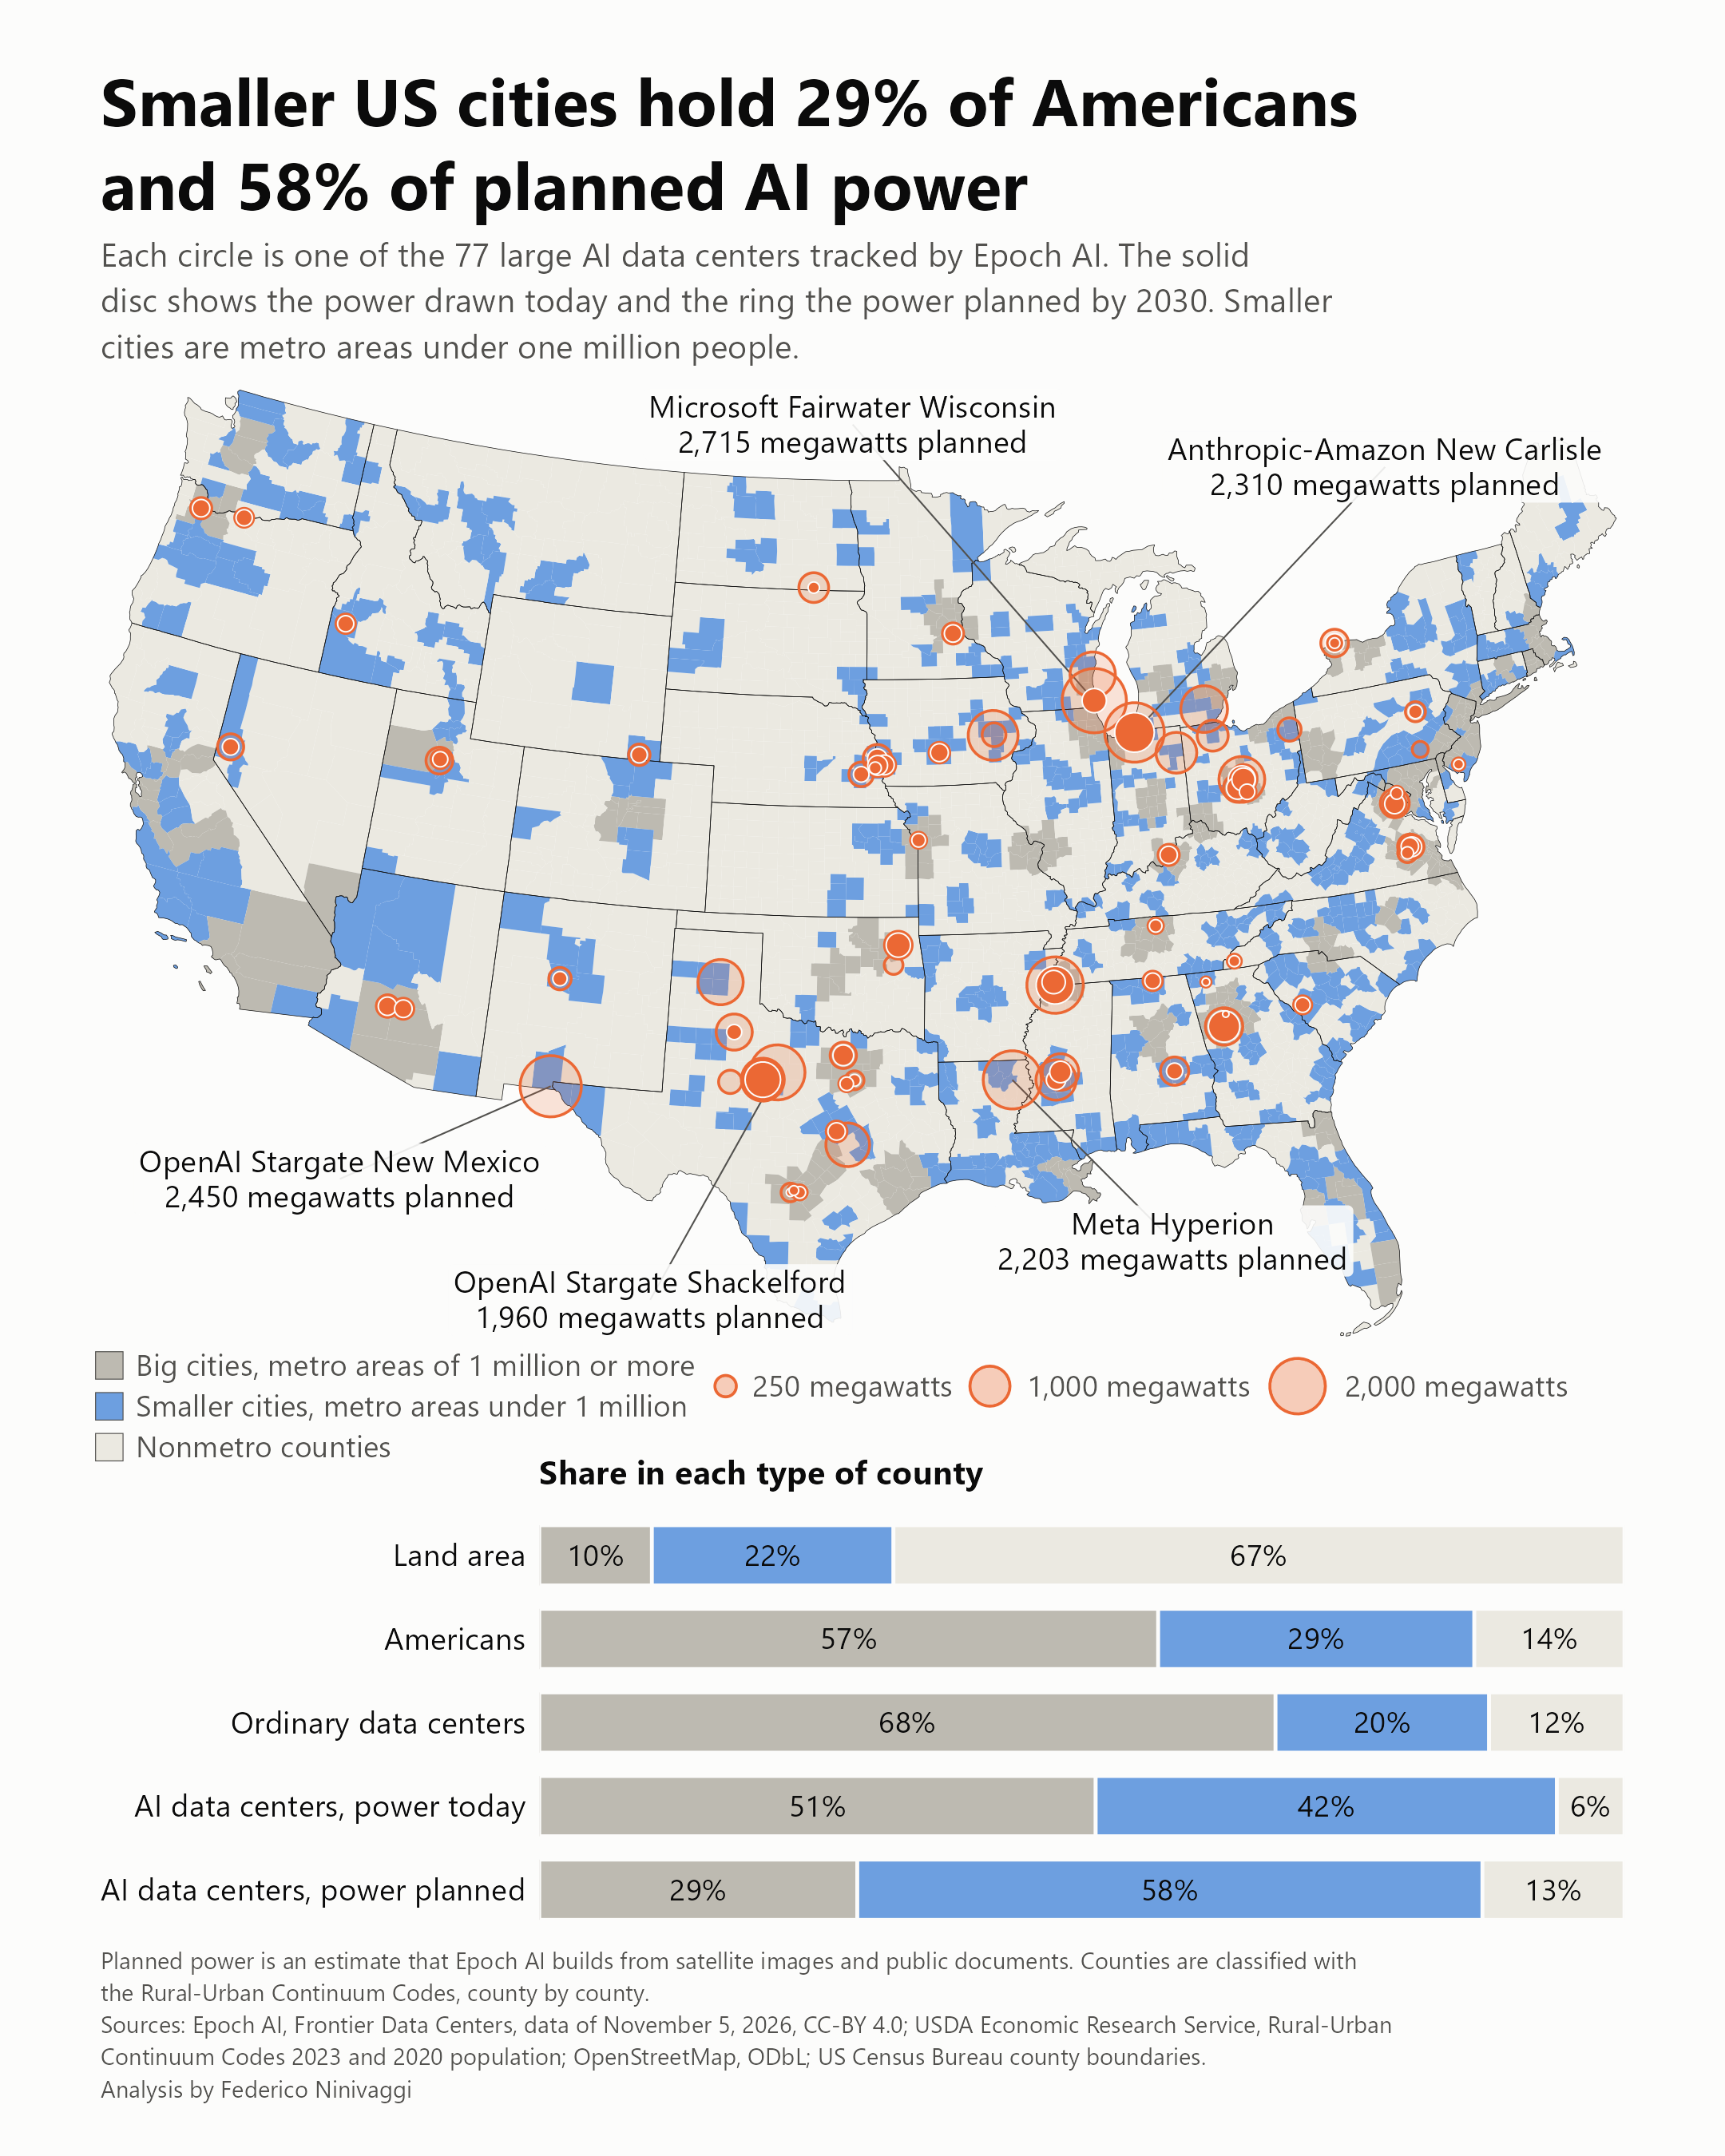 Smaller US cities hold 29% of Americans
and 58% of planned AI power
Each circle is one of the 77 large AI data centers tracked by Epoch AI. The solid
disc shows the power drawn today and the ring the power planned by 2030. Smaller
cities are metro areas under one million people.
Microsoft Fairwater Wisconsin
2,715 megawatts planned
Anthropic-Amazon New Carlisle
2,310 megawatts planned
OpenAI Stargate New Mexico
2,450 megawatts planned
Meta Hyperion
2,203 megawatts planned
OpenAI Stargate Shackelford
1,960 megawatts planned
Big cities, metro areas of 1 million or more
Smaller cities, metro areas under 1 million
Nonmetro counties
250 megawatts
1,000 megawatts
2,000 megawatts
Share in each type of county
Land area
10%
22%
67%
Americans
57%
29%
14%
Ordinary data centers
68%
20%
12%
AI data centers, power today
51%
42%
6%
AI data centers, power planned
29%
58%
13%
Planned power is an estimate that Epoch AI builds from satellite images and public documents. Counties are classified with
the Rural-Urban Continuum Codes, county by county.
Sources: Epoch AI, Frontier Data Centers, data of November 5, 2026, CC-BY 4.0; USDA Economic Research Service, Rural-Urban
Continuum Codes 2023 and 2020 population; OpenStreetMap, ODbL; US Census Bureau county boundaries.
Analysis by Federico Ninivaggi